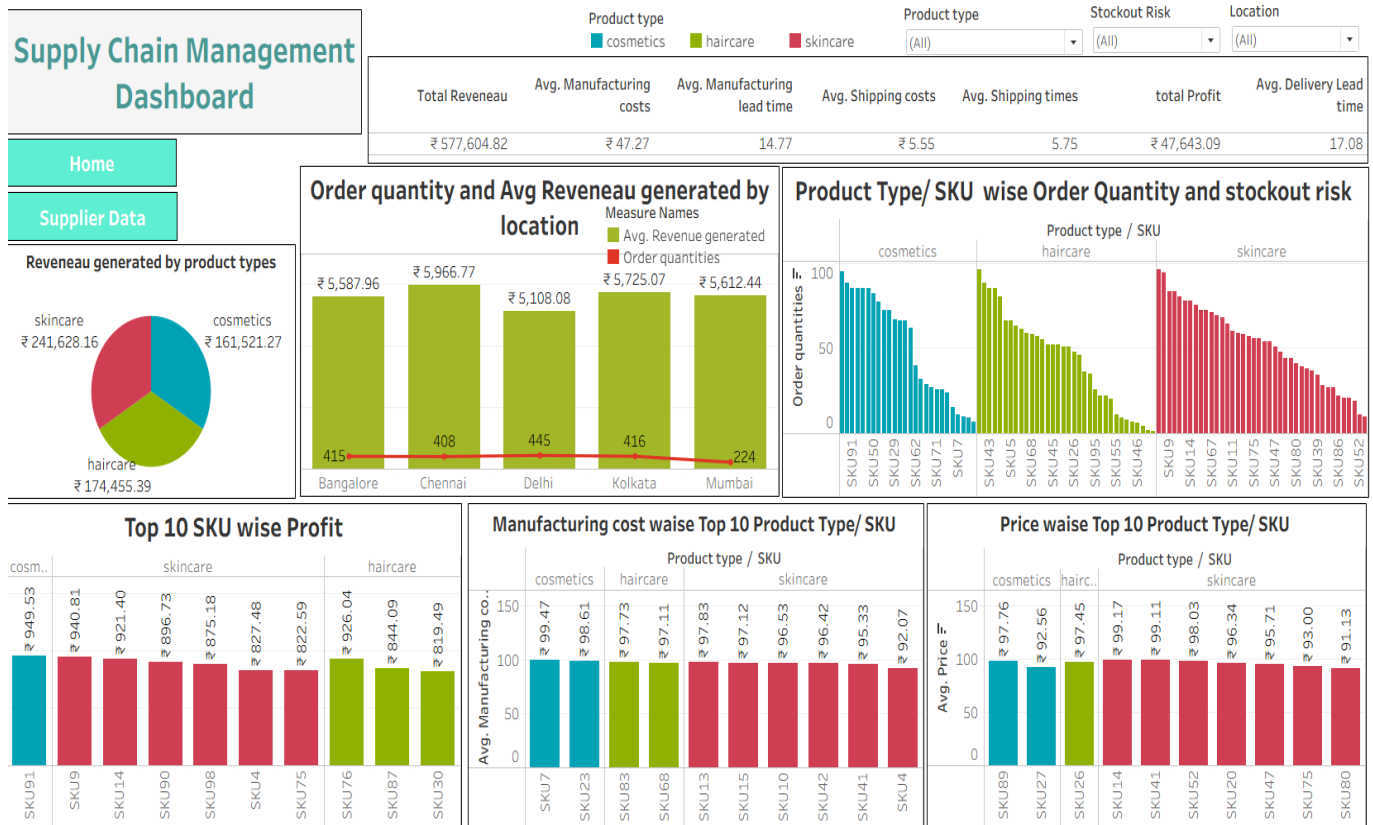 Supply Chain Management
Dashboard
Product type
cosmetics
haircare
skincare
Product type
(All)
Stockout Risk
(All)
Location
(All)
Total Reveneau
Avg. Manufacturing
costs
Avg. Manufacturing
lead time
Avg. Shipping costs
Avg. Shipping times
total Profit
Avg. Delivery Lead
time
₹ 577,604.82
₹ 47.27
14.77
₹ 5.55
5.75
₹ 47,643.09
17.08
Home
Supplier Data
Reveneau generated by product types
skincare
₹ 241,628.16
cosmetics
₹ 161,521.27
haircare
₹ 174,455.39
Order quantity and Avg Reveneau generated by
location
Measure Names
Avg. Revenue generated
Order quantities
₹ 5,587.96
₹ 5,966.77
₹ 5,108.08
₹ 5,725.07
₹ 5,612.44
415
408
445
416
224
Bangalore
Chennai
Delhi
Kolkata
Mumbai
Product Type/ SKU wise Order Quantity and stockout risk
Product type / SKU
cosmetics
haircare
skincare
Order quantities
100
50
0
SKU91
SKU50
SKU29
SKU62
SKU71
SKU7
SKU43
SKU5
SKU68
SKU45
SKU26
SKU95
SKU55
SKU46
SKU9
SKU14
SKU67
SKU11
SKU75
SKU47
SKU80
SKU39
SKU86
SKU52
Top 10 SKU wise Profit
cosm..
skincare
haircare
₹ 949.53
₹ 940.81
₹ 921.40
₹ 896.73
₹ 875.18
₹ 827.48
₹ 822.59
₹ 926.04
₹ 844.09
₹ 819.49
SKU91
SKU9
SKU14
SKU90
SKU98
SKU4
SKU75
SKU76
SKU87
SKU30
Manufacturing cost waise Top 10 Product Type/ SKU
Product type / SKU
cosmetics
haircare
skincare
Avg. Manufacturing co..
150
100
50
0
₹ 99.47
₹ 98.61
₹ 97.73
₹ 97.11
₹ 97.83
₹ 97.12
₹ 96.53
₹ 96.42
₹ 95.33
₹ 92.07
SKU7
SKU23
SKU83
SKU68
SKU13
SKU15
SKU10
SKU42
SKU41
SKU4
Price waise Top 10 Product Type/ SKU
Product type / SKU
cosmetics
hairc..
skincare
Avg. Price
150
100
50
0
₹ 97.76
₹ 92.56
₹ 97.45
₹ 99.17
₹ 99.11
₹ 98.03
₹ 96.34
₹ 95.71
₹ 93.00
₹ 91.13
SKU89
SKU27
SKU26
SKU14
SKU41
SKU52
SKU20
SKU47
SKU75
SKU80